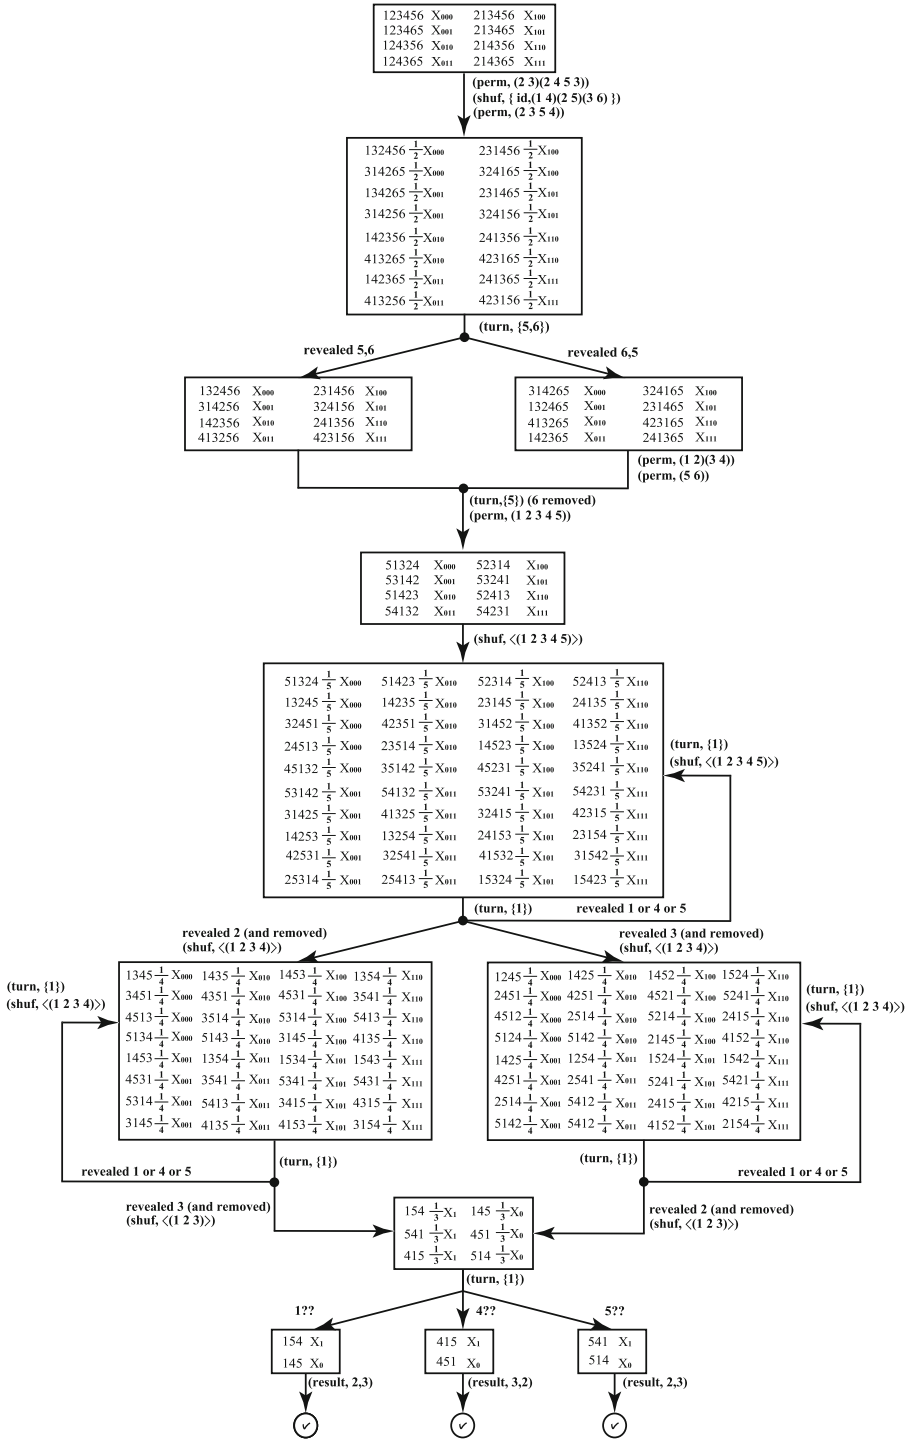 123456 X000 213456 X100
123465 X001 213465 X101
124356 X010 214356 X110
124365 X011 214365 X111
(perm, (2 3)(2 4 5 3))
(shuf, { id,(1 4)(2 5)(3 6) })
(perm, (2 3 5 4))
132456 1/2 X000 231456 1/2 X100
314265 1/2 X000 324165 1/2 X100
134265 1/2 X001 231465 1/2 X101
314256 1/2 X001 324156 1/2 X101
142356 1/2 X010 241356 1/2 X110
413265 1/2 X010 423165 1/2 X110
142365 1/2 X011 241365 1/2 X111
413256 1/2 X011 423156 1/2 X111
(turn, {5,6})
revealed 5,6
revealed 6,5
132456 X000 231456 X100
314256 X001 324156 X101
142356 X010 241356 X110
413256 X011 423156 X111
314265 X000 324165 X100
132465 X001 231465 X101
413265 X010 423165 X110
142365 X011 241365 X111
(perm, (1 2)(3 4))
(perm, (5 6))
(turn,{5}) (6 removed)
(perm, (1 2 3 4 5))
51324 X000 52314 X100
53142 X001 53241 X101
51423 X010 52413 X110
54132 X011 54231 X111
(shuf, <(1 2 3 4 5)>)
51324 1/5 X000 51423 1/5 X010 52314 1/5 X100 52413 1/5 X110
13245 1/5 X000 14235 1/5 X010 23145 1/5 X100 24135 1/5 X110
32451 1/5 X000 42351 1/5 X010 31452 1/5 X100 41352 1/5 X110
24513 1/5 X000 23514 1/5 X010 14523 1/5 X100 13524 1/5 X110
45132 1/5 X000 35142 1/5 X010 45231 1/5 X100 35241 1/5 X110
53142 1/5 X001 54132 1/5 X011 53241 1/5 X101 54231 1/5 X111
31425 1/5 X001 41325 1/5 X011 32415 1/5 X101 42315 1/5 X111
14253 1/5 X001 13254 1/5 X011 24153 1/5 X101 23154 1/5 X111
42531 1/5 X001 32541 1/5 X011 41532 1/5 X101 31542 1/5 X111
25314 1/5 X001 25413 1/5 X011 15324 1/5 X101 15423 1/5 X111
(turn, {1})
(shuf, <(1 2 3 4 5)>)
(turn, {1})
revealed 1 or 4 or 5
revealed 2 (and removed)
(shuf, <(1 2 3 4)>)
revealed 3 (and removed)
(shuf, <(1 2 3 4)>)
(turn, {1})
(shuf, <(1 2 3 4)>)
1345 1/4 X000 1435 1/4 X010 1453 1/4 X100 1354 1/4 X110
3451 1/4 X000 4351 1/4 X010 4531 1/4 X100 3541 1/4 X110
4513 1/4 X000 3514 1/4 X010 5314 1/4 X100 5413 1/4 X110
5134 1/4 X000 5143 1/4 X010 3145 1/4 X100 4135 1/4 X110
1453 1/4 X001 1354 1/4 X011 1534 1/4 X101 1543 1/4 X111
4531 1/4 X001 3541 1/4 X011 5341 1/4 X101 5431 1/4 X111
5314 1/4 X001 5413 1/4 X011 3415 1/4 X101 4315 1/4 X111
3145 1/4 X001 4135 1/4 X011 4153 1/4 X101 3154 1/4 X111
1245 1/4 X000 1425 1/4 X010 1452 1/4 X100 1524 1/4 X110
2451 1/4 X000 4251 1/4 X010 4521 1/4 X100 5241 1/4 X110
4512 1/4 X000 2514 1/4 X010 5214 1/4 X100 2415 1/4 X110
5124 1/4 X000 5142 1/4 X010 2145 1/4 X100 4152 1/4 X110
1425 1/4 X001 1254 1/4 X011 1524 1/4 X101 1542 1/4 X111
4251 1/4 X001 2541 1/4 X011 5241 1/4 X101 5421 1/4 X111
2514 1/4 X001 5412 1/4 X011 2415 1/4 X101 4215 1/4 X111
5142 1/4 X001 5412 1/4 X011 4152 1/4 X101 2154 1/4 X111
(turn, {1})
(shuf, <(1 2 3 4)>)
(turn, {1})
revealed 1 or 4 or 5
revealed 3 (and removed)
(shuf, <(1 2 3)>)
(turn, {1})
revealed 1 or 4 or 5
revealed 2 (and removed)
(shuf, <(1 2 3)>)
154 1/3 X1 145 1/3 X0
541 1/3 X1 451 1/3 X0
415 1/3 X1 514 1/3 X0
(turn, {1})
1??
4??
5??
154 X1
145 X0
415 X1
451 X0
541 X1
514 X0
(result, 2,3)
(result, 3,2)
(result, 2,3)